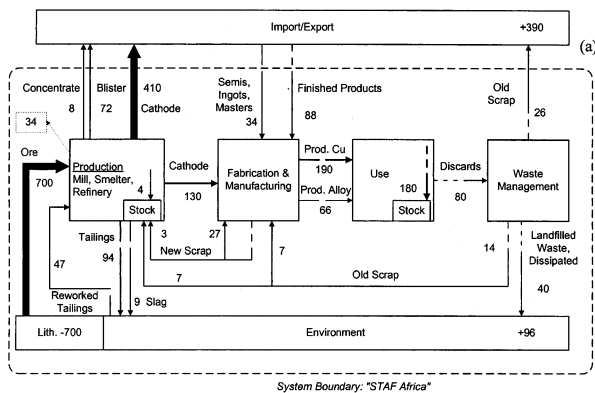 Import/Export
+390
(a)
Concentrate
8
Blister
72
410
Cathode
Semis,
Ingots,
Masters
34
Finished Products
88
Old
Scrap
26
34
Ore
700
Production
Mill, Smelter,
Refinery
4
Stock
Cathode
130
Fabrication &
Manufacturing
Prod. Cu
190
Prod. Alloy
66
Use
180
Stock
Discards
80
Waste
Management
Tailings
94
3
27
New Scrap
7
7
Old Scrap
14
Landfilled
Waste,
Dissipated
40
47
Reworked
Tailings
9 Slag
Lith. -700
Environment
+96
System Boundary: "STAF Africa"